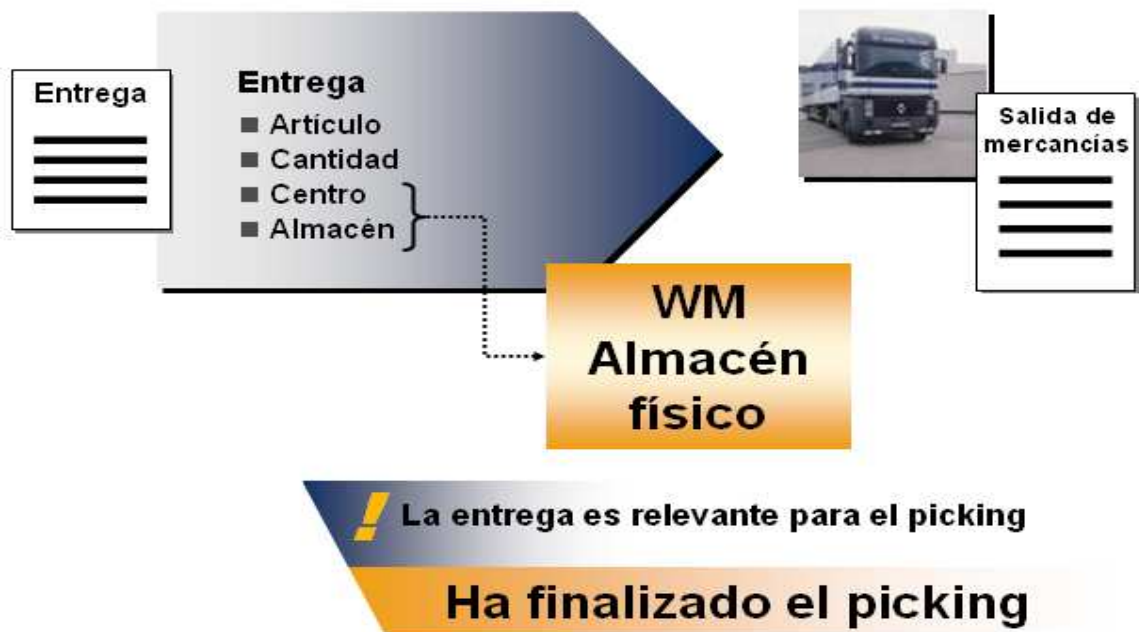 Entrega
Entrega
Artículo
Cantidad
Centro
Almacén
Salida de
mercancías
WM
Almacén
físico
! La entrega es relevante para el picking
Ha finalizado el picking